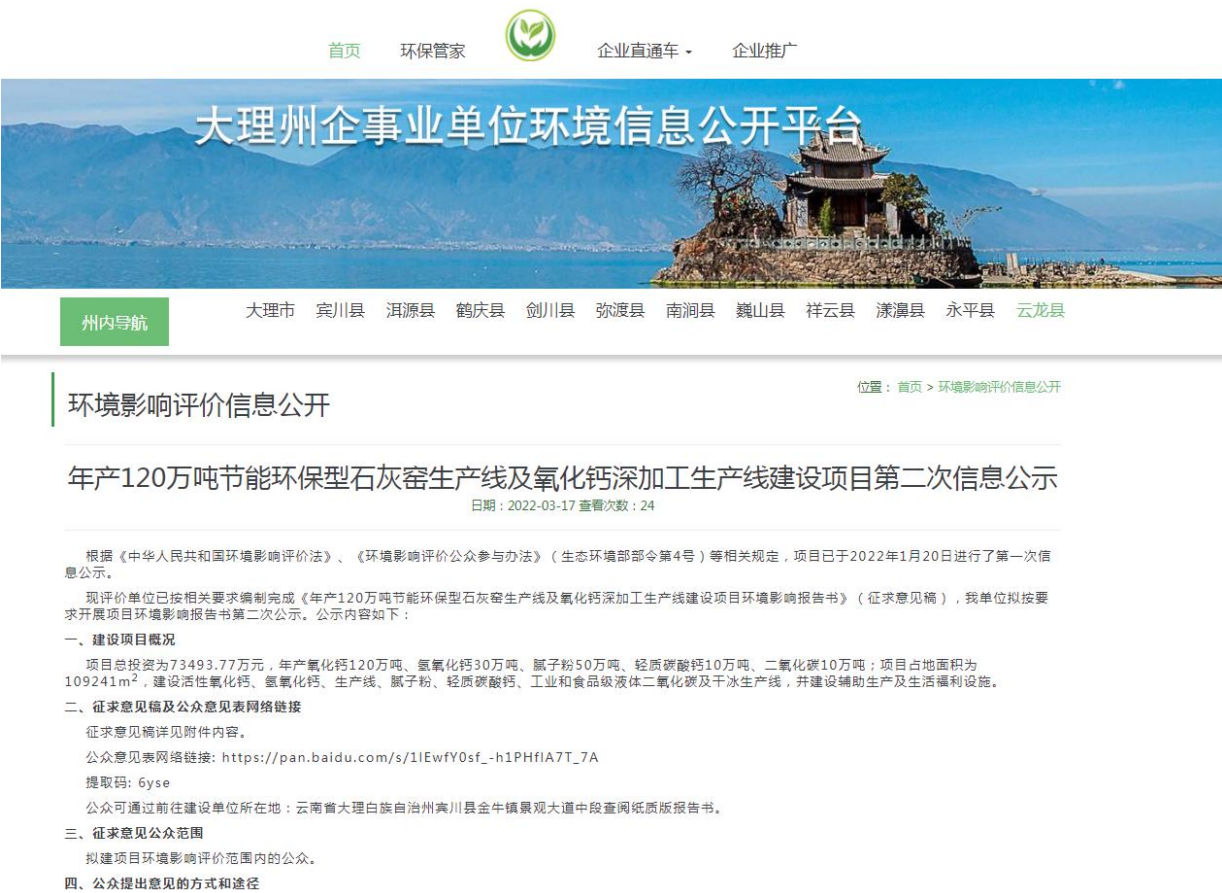 首页 环保管家 企业直通车 企业推广
大理州企事业单位环境信息公开平台
州内导航 大理市 宾川县 洱源县 鹤庆县 剑川县 弥渡县 南涧县 巍山县 祥云县 漾濞县 永平县 云龙县
位置： 首页 > 环境影响评价信息公开
环境影响评价信息公开
年产120万吨节能环保型石灰窑生产线及氧化钙深加工生产线建设项目第二次信息公示
日期：2022-03-17 查看次数：24
根据《中华人民共和国环境影响评价法》、《环境影响评价公众参与办法》（生态环境部部令第4号）等相关规定，项目已于2022年1月20日进行了第一次信
息公示。
现评价单位已按相关要求编制完成《年产120万吨节能环保型石灰窑生产线及氧化钙深加工生产线建设项目环境影响报告书》（征求意见稿），我单位拟按要
求开展项目环境影响报告书第二次公示。公示内容如下：
一、建设项目概况
项目总投资为73493.77万元，年产氧化钙120万吨、氢氧化钙30万吨、腻子粉50万吨、轻质碳酸钙10万吨、二氧化碳10万吨；项目占地面积为
109241m²，建设活性氧化钙、氢氧化钙、生产线、腻子粉、轻质碳酸钙、工业和食品级液体二氧化碳及干冰生产线，并建设辅助生产及生活福利设施。
二、征求意见稿及公众意见表网络链接
征求意见稿详见附件内容。
公众意见表网络链接: https://pan.baidu.com/s/1IEwfY0sf_-h1PHfIA7T_7A
提取码: 6yse
公众可通过前往建设单位所在地：云南省大理白族自治州宾川县金牛镇景观大道中段查阅纸质版报告书。
三、征求意见公众范围
拟建项目环境影响评价范围内的公众。
四、公众提出意见的方式和途径